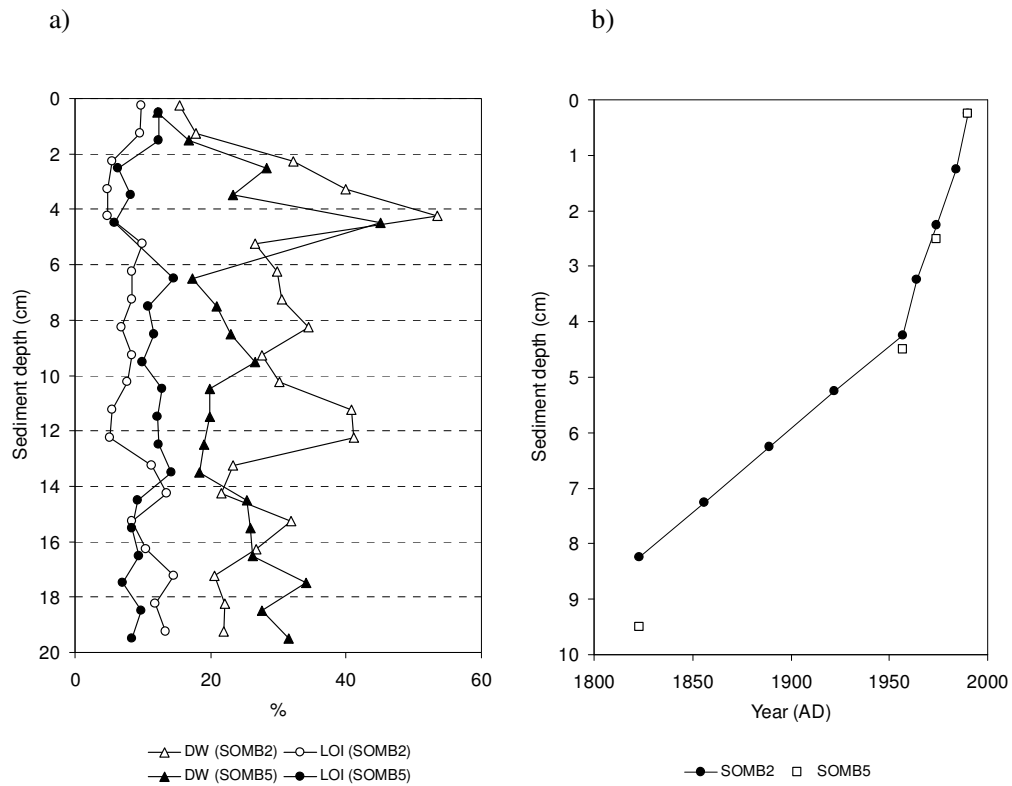 a)
b)
0
2
4
6
8
10
12
14
16
18
20
Sediment depth (cm)
0 20 40 60
%
DW (SOMB2) LOI (SOMB2)
DW (SOMB5) LOI (SOMB5)
0
1
2
3
4
5
6
7
8
9
10
Sediment depth (cm)
1800 1850 1900 1950 2000
Year (AD)
SOMB2 SOMB5